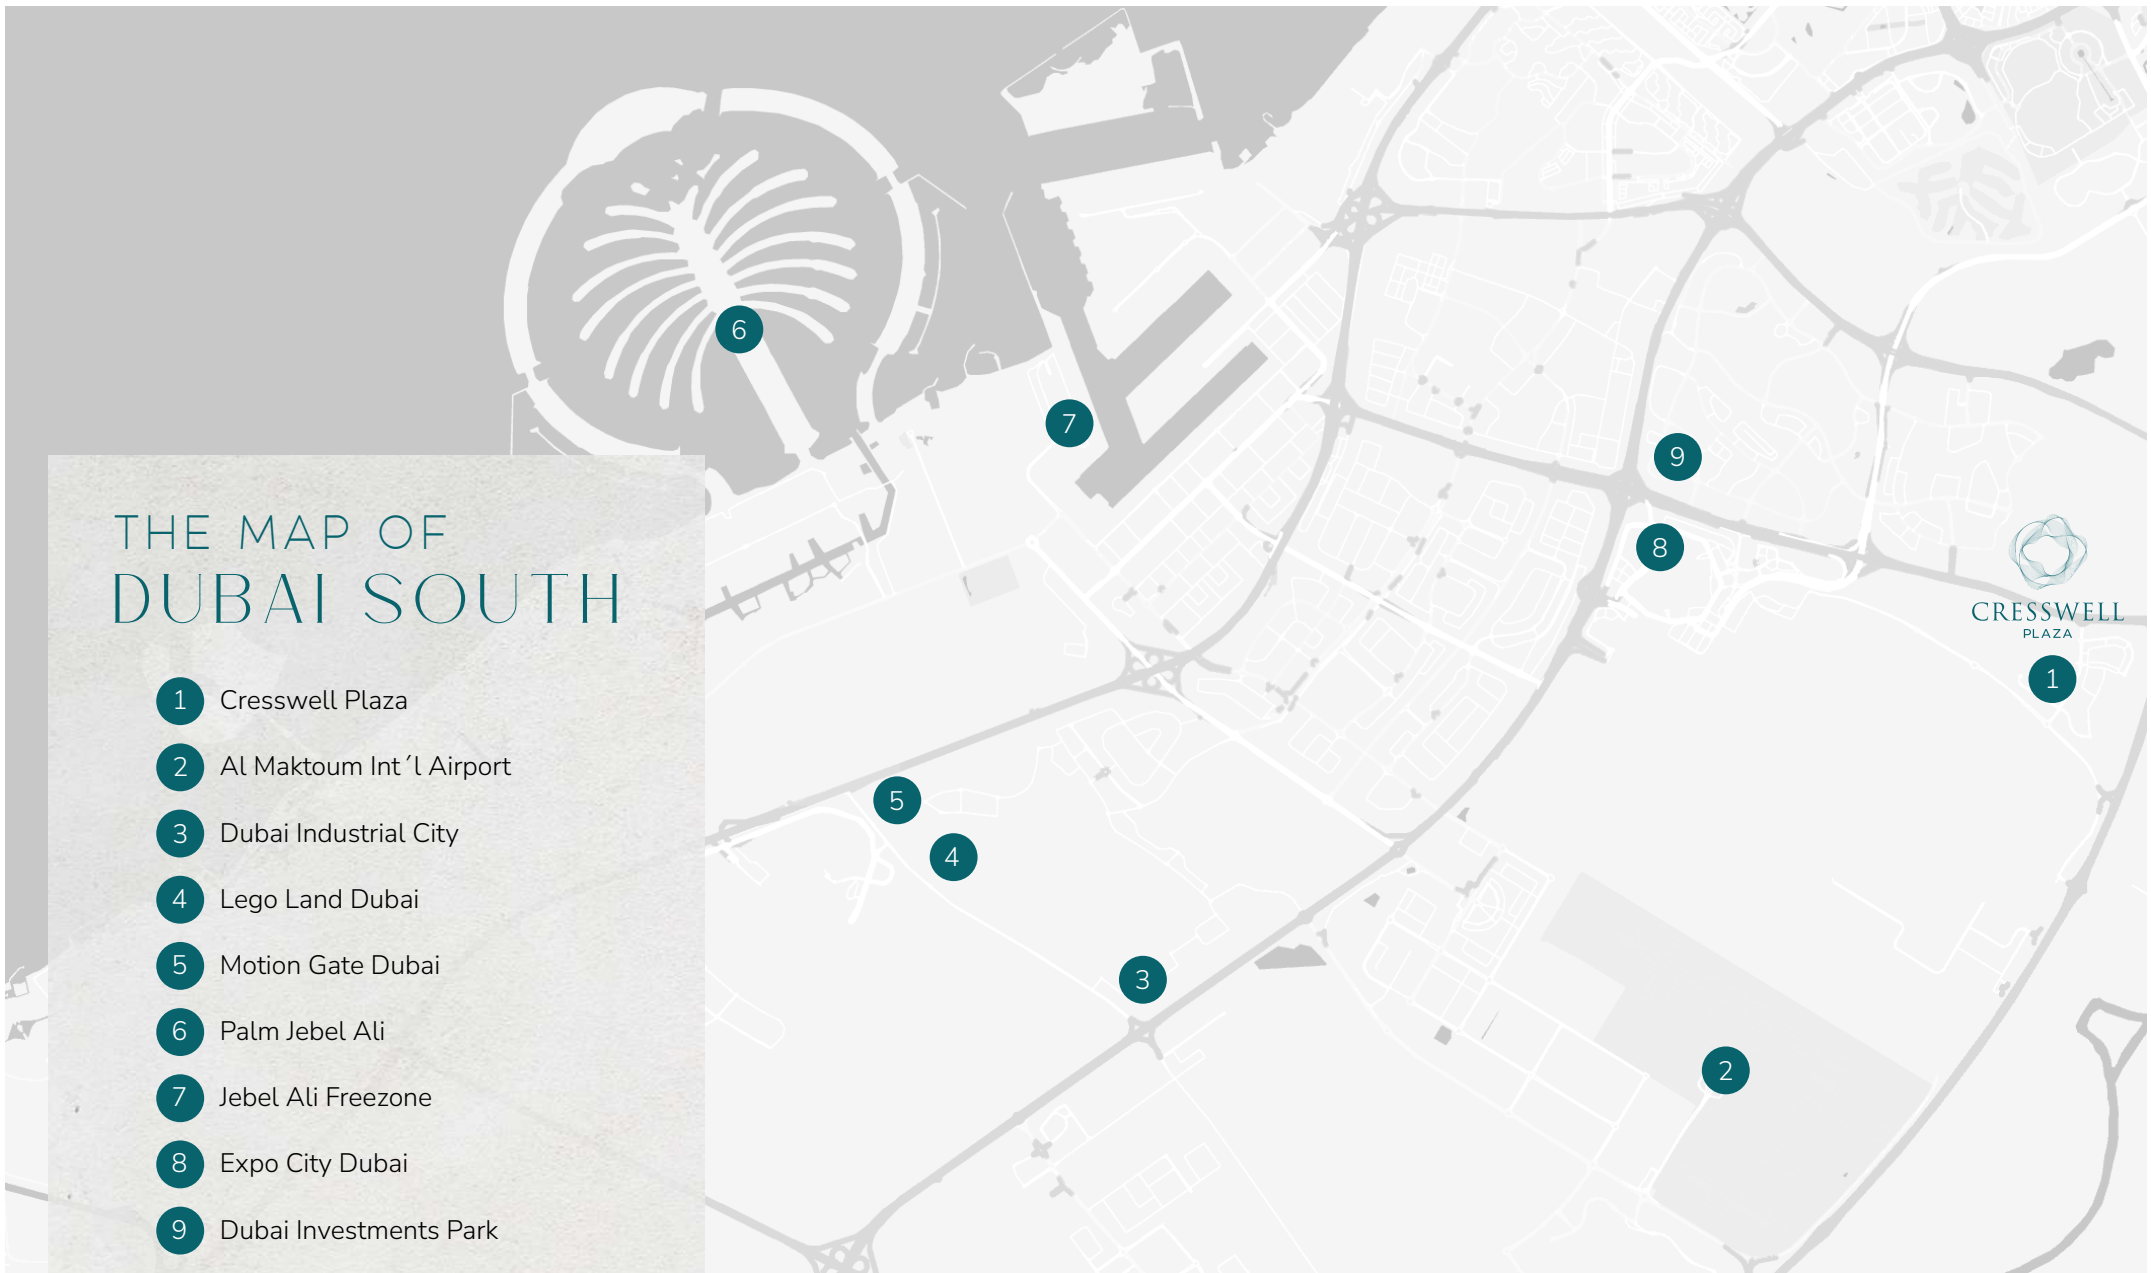 THE MAP OF
DUBAI SOUTH
1 Cresswell Plaza
2 Al Maktoum Int´l Airport
3 Dubai Industrial City
4 Lego Land Dubai
5 Motion Gate Dubai
6 Palm Jebel Ali
7 Jebel Ali Freezone
8 Expo City Dubai
9 Dubai Investments Park
6
7
9
8
CRESSWELL
PLAZA
1
5
4
3
2